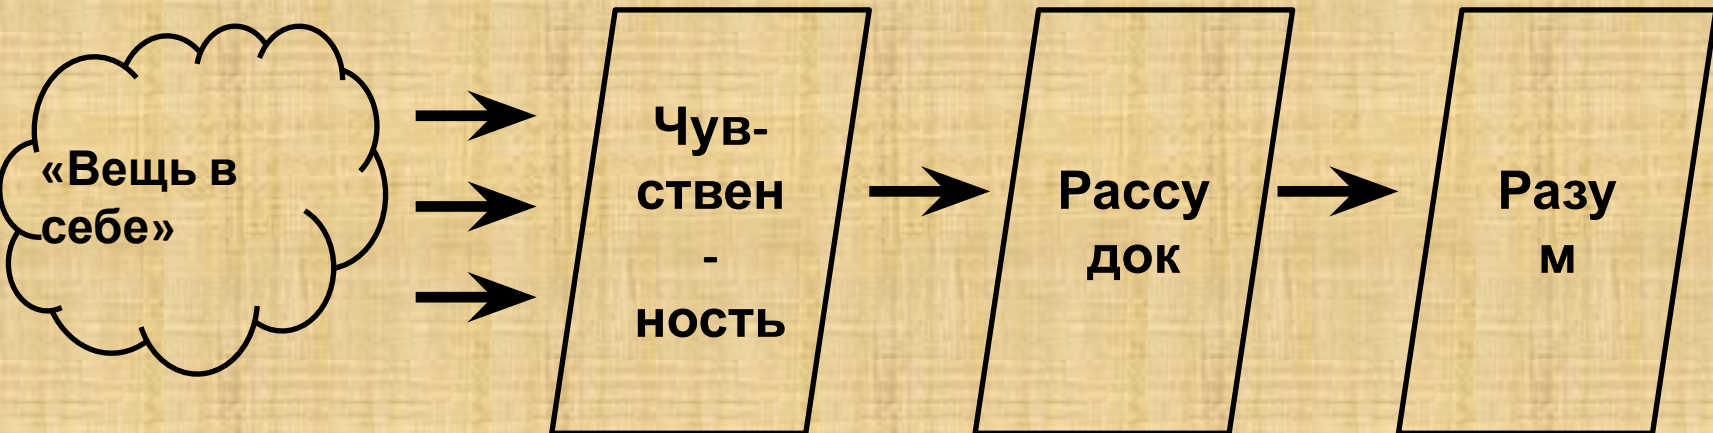 «Вещь в
себе»
Чув-
ствен
-
ность
Рассу
док
Разу
м